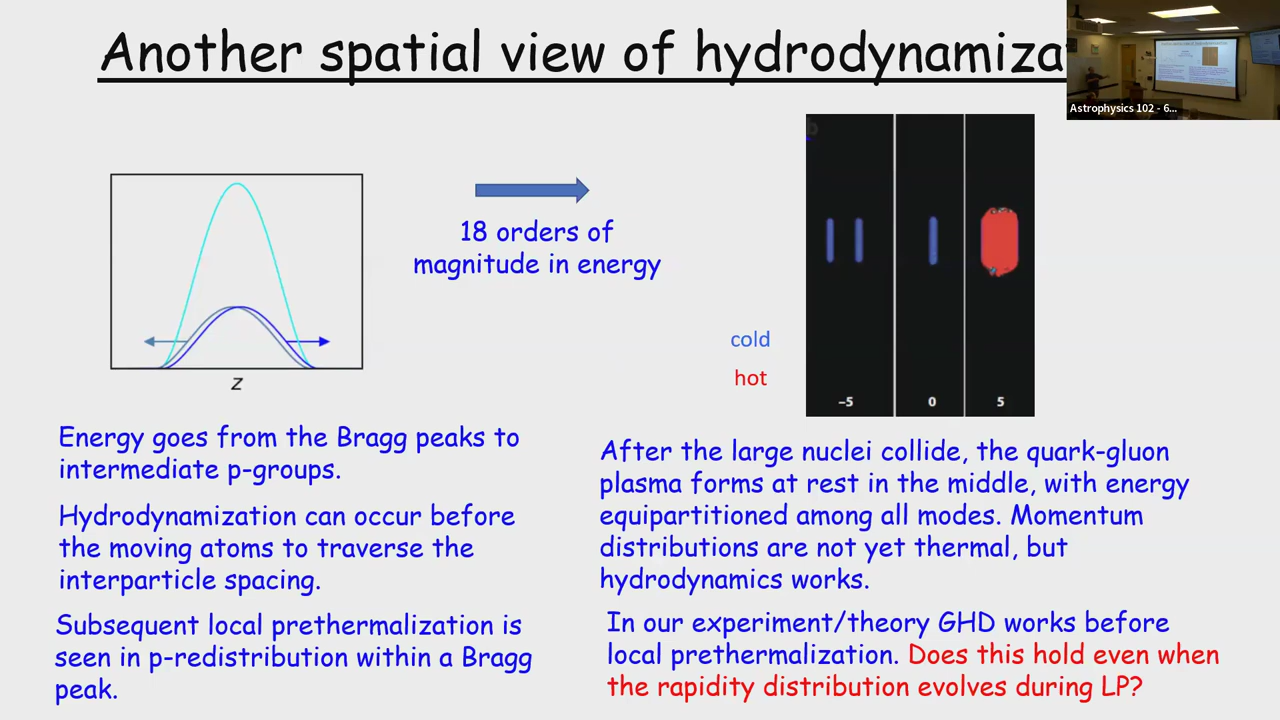 Another spatial view of hydrodynamiza
Astrophysics 102 - 6...
18 orders of
magnitude in energy
z
cold
hot
-5
0
5
Energy goes from the Bragg peaks to
intermediate p-groups.
Hydrodynamization can occur before
the moving atoms to traverse the
interparticle spacing.
Subsequent local prethermalization is
seen in p-redistribution within a Bragg
peak.
After the large nuclei collide, the quark-gluon
plasma forms at rest in the middle, with energy
equipartitioned among all modes. Momentum
distributions are not yet thermal, but
hydrodynamics works.
In our experiment/theory GHD works before
local prethermalization. Does this hold even when
the rapidity distribution evolves during LP?